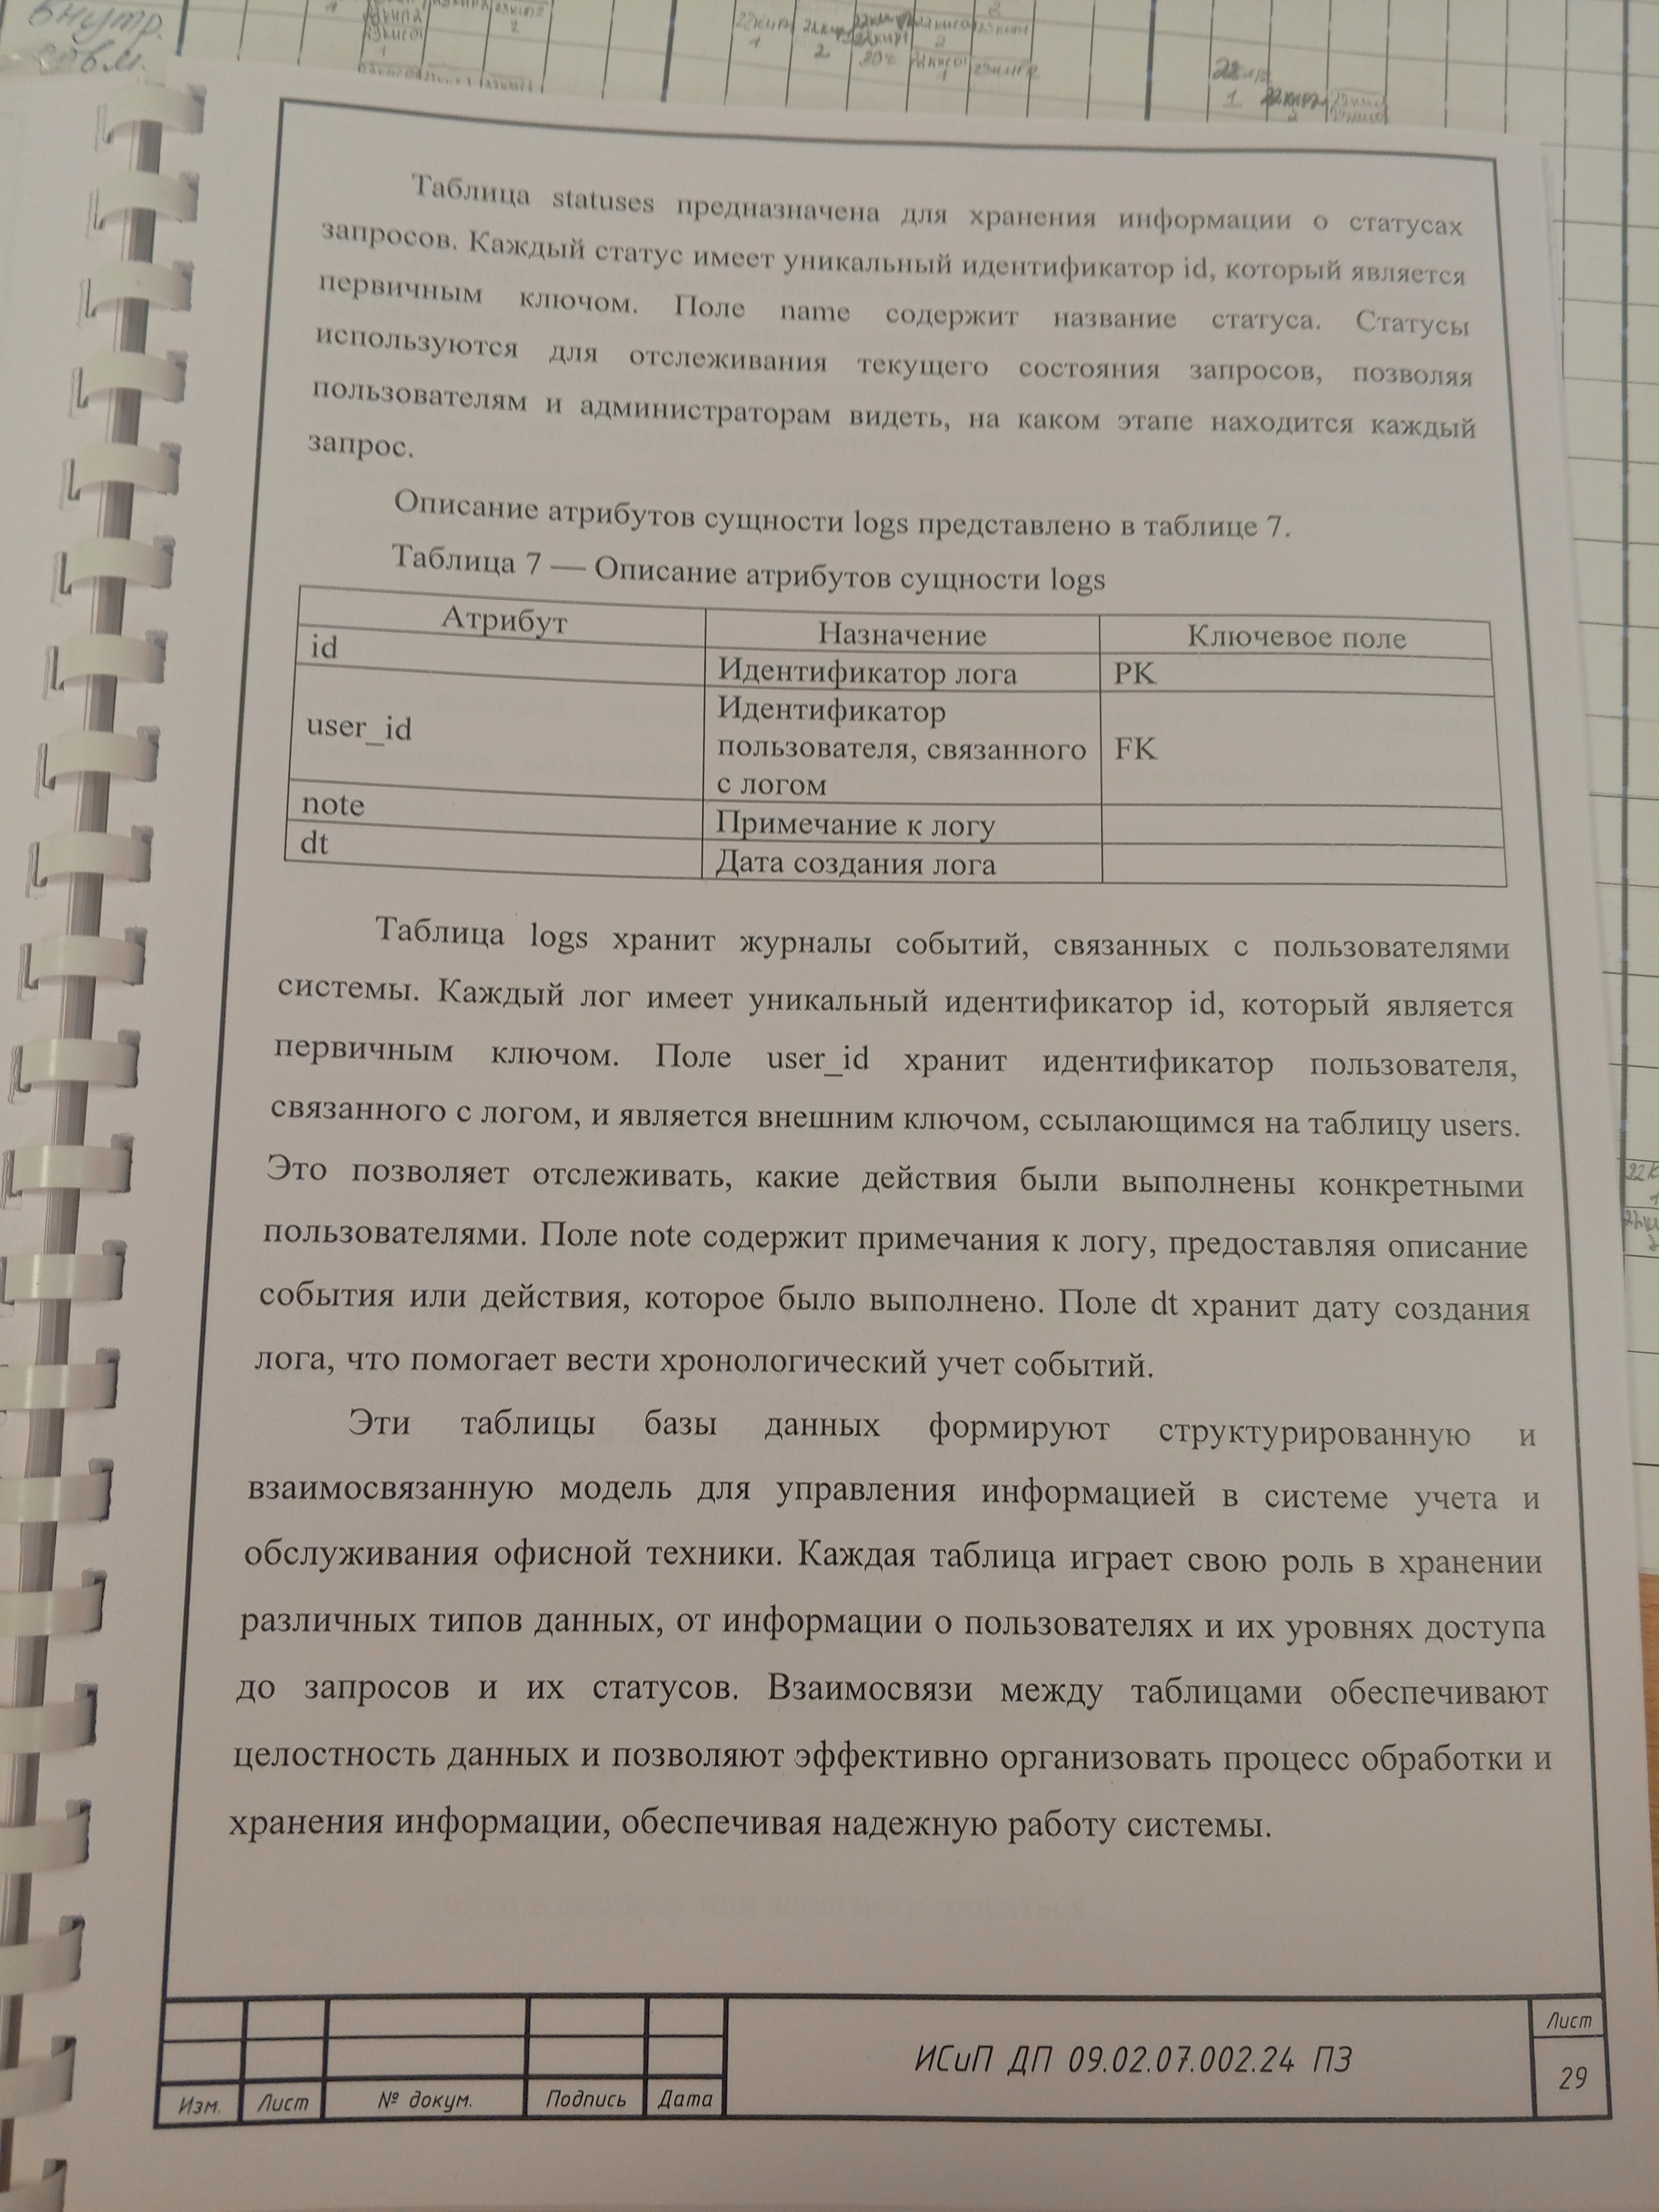 внутр.
Таблица statuses предназначена для хранения информации о статусах
запросов. Каждый статус имеет уникальный идентификатор id, который является
первичным ключом. Поле name содержит название статуса. Статусы
используются для отслеживания текущего состояния запросов, позволяя
пользователям и администраторам видеть, на каком этапе находится каждый
запрос.
Описание атрибутов сущности logs представлено в таблице 7.
Таблица 7 — Описание атрибутов сущности logs
Атрибут Назначение Ключевое поле
id Идентификатор лога PK
user_id Идентификатор
пользователя, связанного
с логом FK
note Примечание к логу
dt Дата создания лога
Таблица logs хранит журналы событий, связанных с пользователями
системы. Каждый лог имеет уникальный идентификатор id, который является
первичным ключом. Поле user_id хранит идентификатор пользователя,
связанного с логом, и является внешним ключом, ссылающимся на таблицу users.
Это позволяет отслеживать, какие действия были выполнены конкретными
пользователями. Поле note содержит примечания к логу, предоставляя описание
события или действия, которое было выполнено. Поле dt хранит дату создания
лога, что помогает вести хронологический учет событий.
Эти таблицы базы данных формируют структурированную и
взаимосвязанную модель для управления информацией в системе учета и
обслуживания офисной техники. Каждая таблица играет свою роль в хранении
различных типов данных, от информации о пользователях и их уровнях доступа
до запросов и их статусов. Взаимосвязи между таблицами обеспечивают
целостность данных и позволяют эффективно организовать процесс обработки и
хранения информации, обеспечивая надежную работу системы.
Изм. Лист № докум. Подпись Дата
ИСиП ДП 09.02.07.002.24 ПЗ
Лист
29